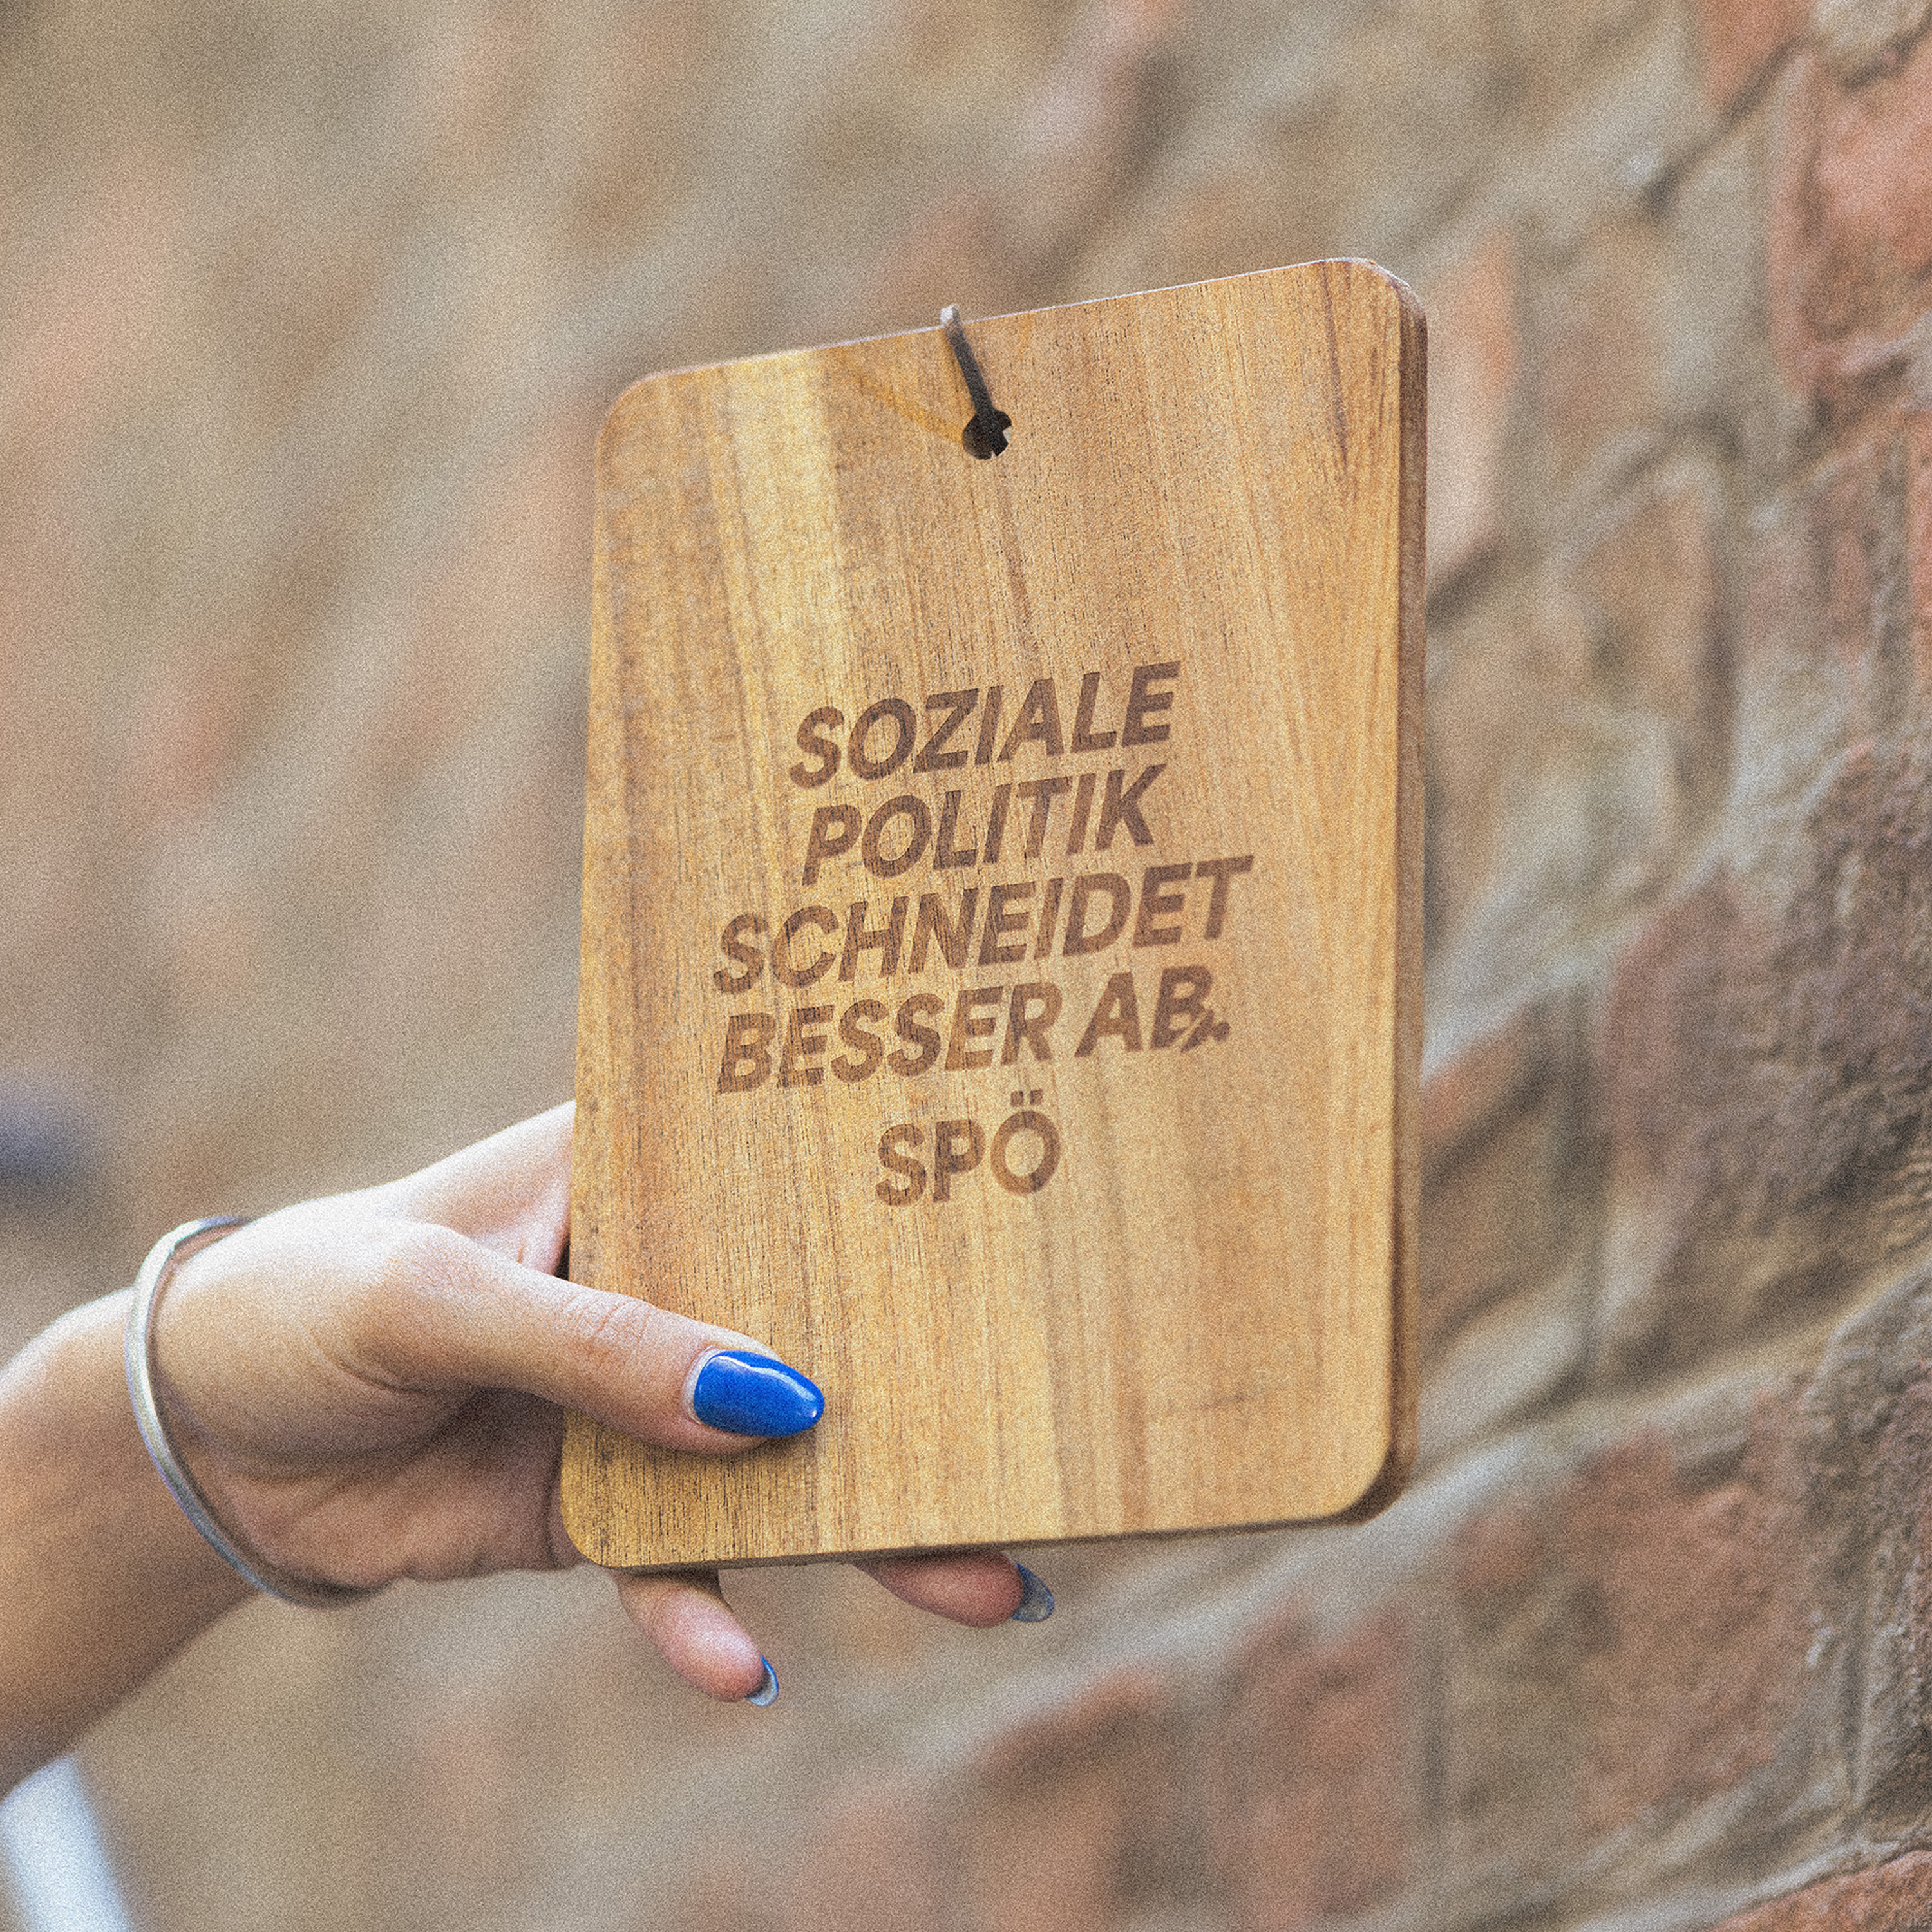 SOZIALE
POLITIK
SCHNEIDET
BESSER AB.
SPÖ